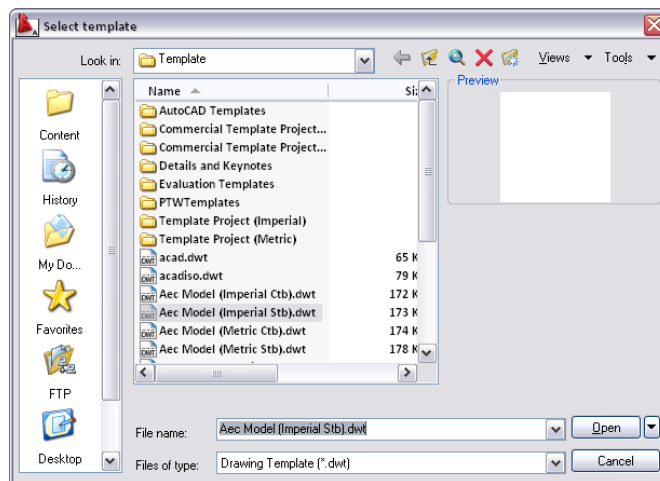 Select template
Look in: Template Views Tools
Name Si
Preview
AutoCAD Templates
Commercial Template Project...
Commercial Template Project...
Details and Keynotes
Evaluation Templates
PTWTemplates
Template Project (Imperial)
Template Project (Metric)
acad.dwt 65 K
acadiso.dwt 79 K
Aec Model (Imperial Ctb).dwt 172 K
Aec Model (Imperial Stb).dwt 173 K
Aec Model (Metric Ctb).dwt 174 K
Aec Model (Metric Stb).dwt 178 K
Content
History
My Do...
Favorites
FTP
Desktop
File name: Aec Model (Imperial Stb).dwt Open
Files of type: Drawing Template (*.dwt) Cancel